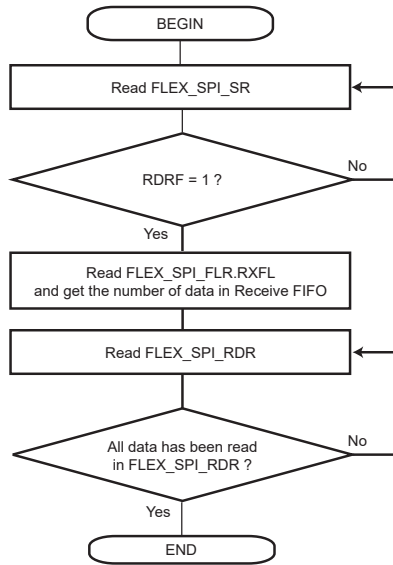 BEGIN
Read FLEX_SPI_SR
RDRF = 1 ?
No
Yes
Read FLEX_SPI_FLR.RXFL
and get the number of data in Receive FIFO
Read FLEX_SPI_RDR
All data has been read
in FLEX_SPI_RDR ?
No
Yes
END